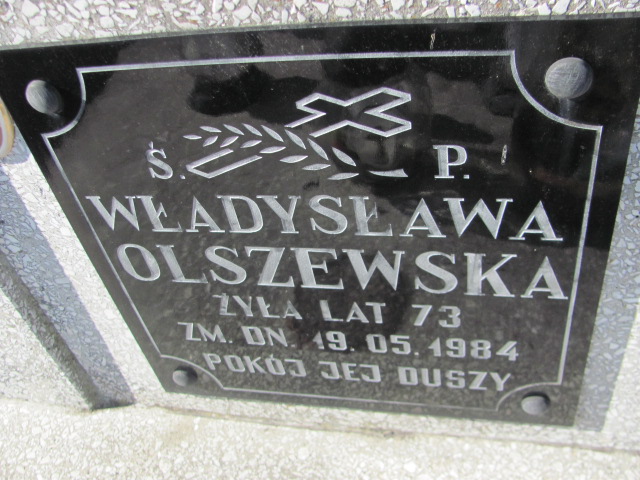 Ś. P.
WŁADYSŁAWA
OLSZEWSKA
ŻYŁA LAT 73
ZM. DN. 19.05.1984
POKÓJ JEJ DUSZY